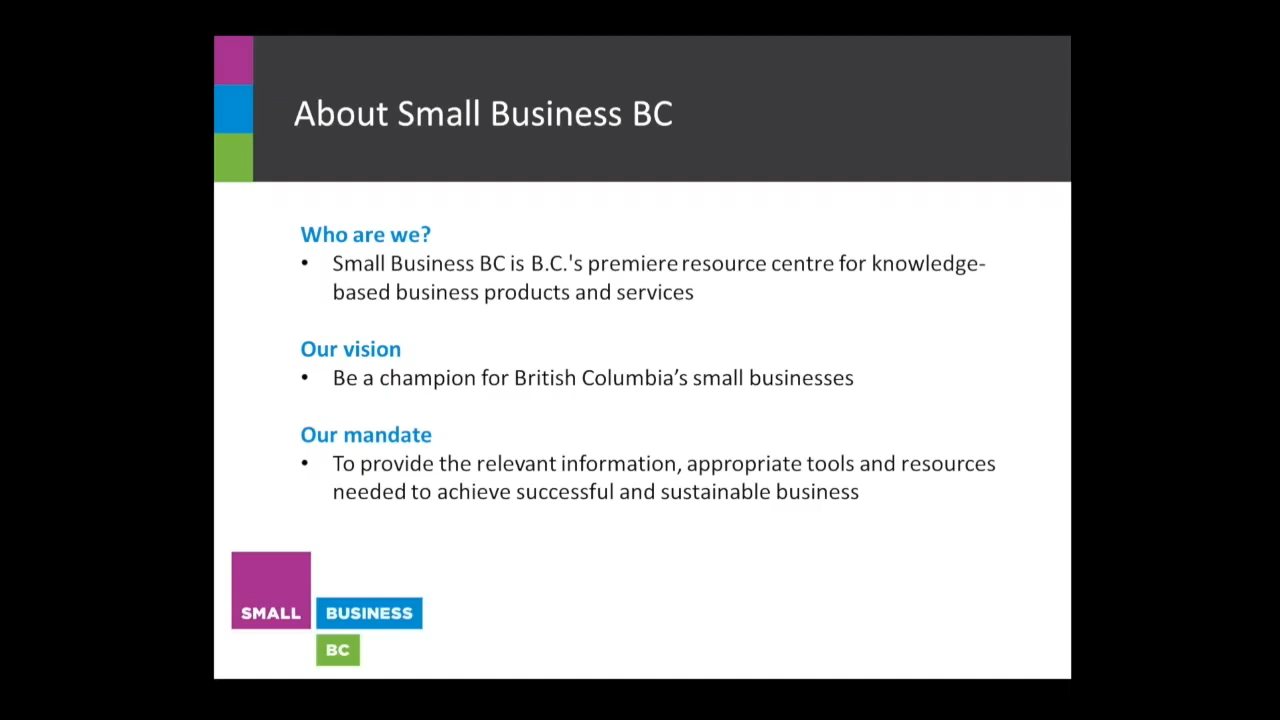 About Small Business BC
Who are we?
• Small Business BC is B.C.'s premiere resource centre for knowledge-
based business products and services
Our vision
• Be a champion for British Columbia’s small businesses
Our mandate
• To provide the relevant information, appropriate tools and resources
needed to achieve successful and sustainable business
SMALL
BUSINESS
BC